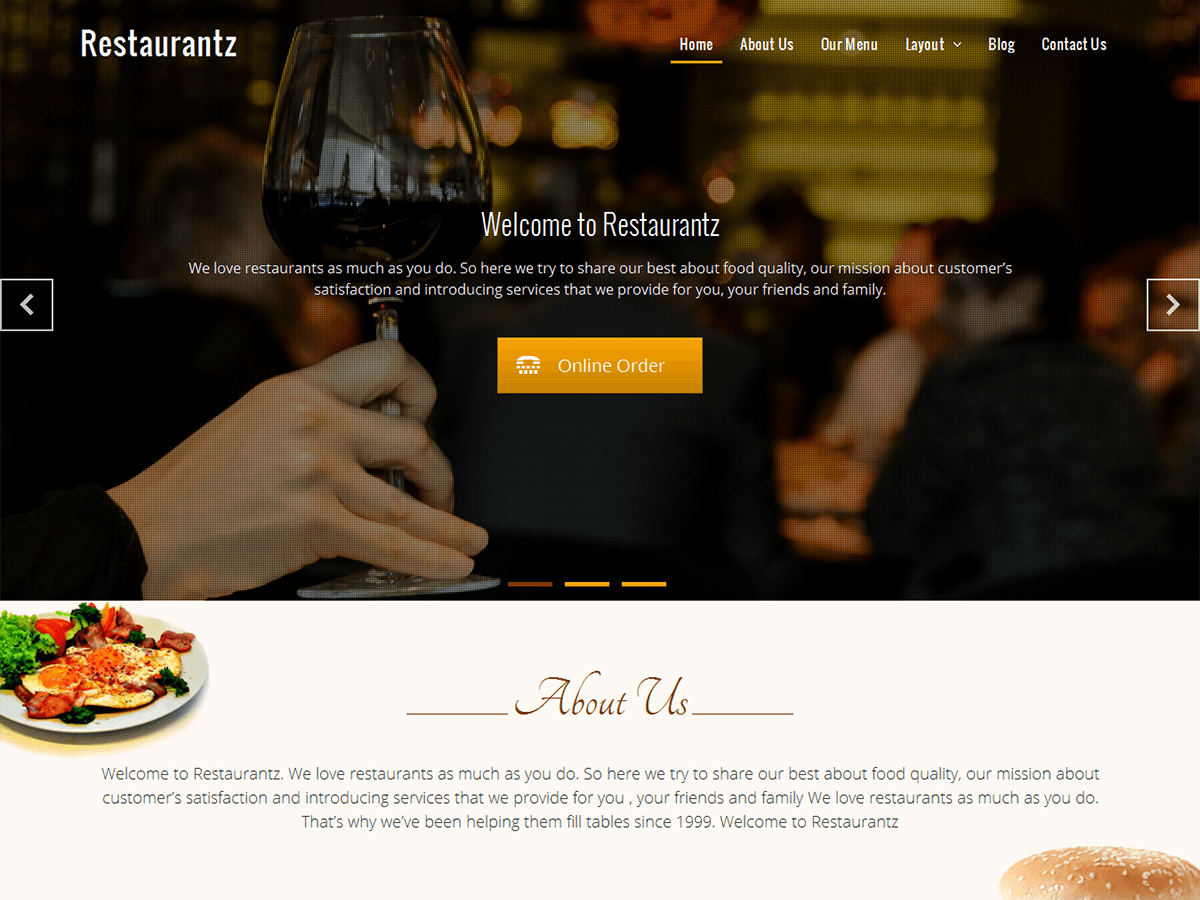 Restaurantz
Home About Us Our Menu Layout Blog Contact Us
Welcome to Restaurantz
We love restaurants as much as you do. So here we try to share our best about food quality, our mission about customer’s
satisfaction and introducing services that we provide for you, your friends and family.
Online Order
About Us
Welcome to Restaurantz. We love restaurants as much as you do. So here we try to share our best about food quality, our mission about
customer’s satisfaction and introducing services that we provide for you , your friends and family We love restaurants as much as you do.
That’s why we’ve been helping them fill tables since 1999. Welcome to Restaurantz